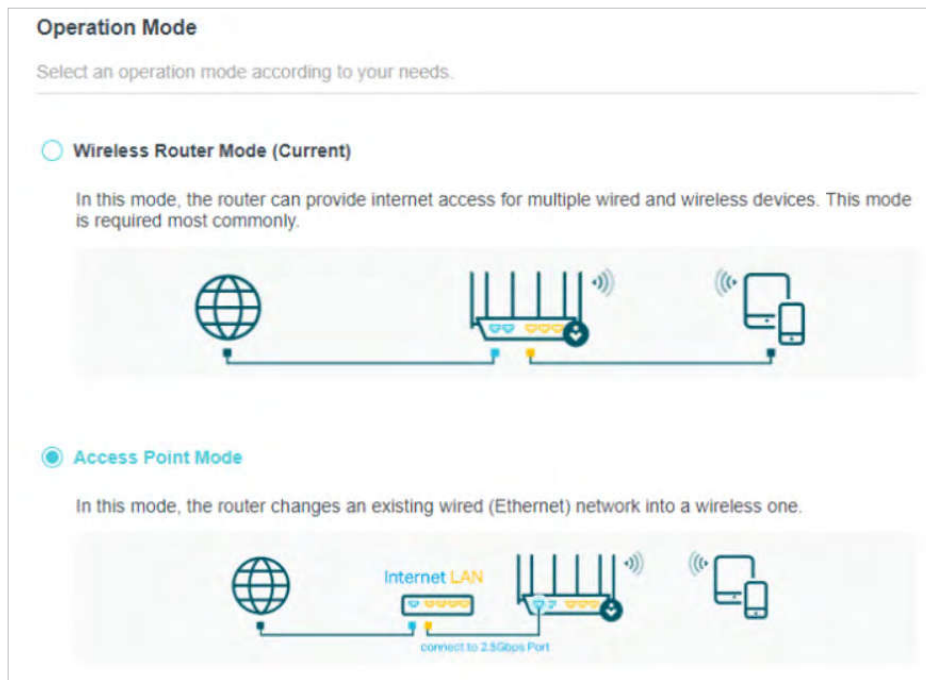 Operation Mode
Select an operation mode according to your needs.
Wireless Router Mode (Current)
In this mode, the router can provide internet access for multiple wired and wireless devices. This mode
is required most commonly.
Access Point Mode
In this mode, the router changes an existing wired (Ethernet) network into a wireless one.
Internet LAN
connect to 2.5Gbps Port